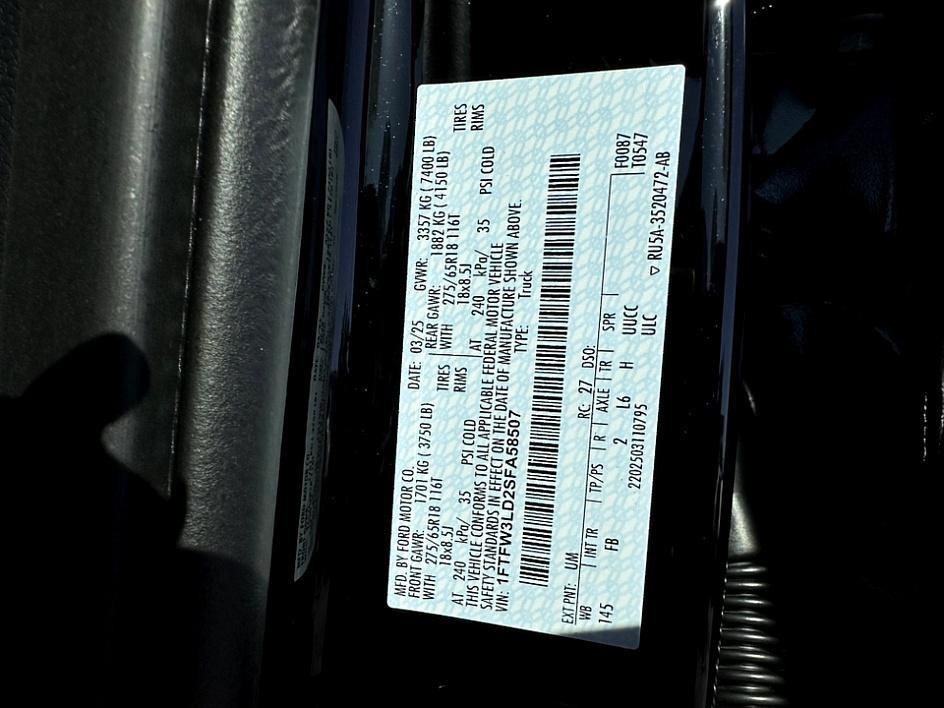 MFD. BY FORD MOTOR CO.
DATE: 03/25 GVWR: 3357 KG ( 7400 LB)
FRONT GAWR: 1701 KG ( 3750 LB) REAR GAWR: 1882 KG ( 4150 LB)
WITH 275/65R18 116T TIRES WITH 275/65R18 116T TIRES
18x8.5J RIMS 18x8.5J RIMS
AT 240 kPa/ 35 PSI COLD AT 240 kPa/ 35 PSI COLD
THIS VEHICLE CONFORMS TO ALL APPLICABLE FEDERAL MOTOR VEHICLE
SAFETY STANDARDS IN EFFECT ON THE DATE OF MANUFACTURE SHOWN ABOVE.
VIN: 1FTFW3LD2SFA58507 TYPE: Truck
EXT PNT: UM RC: 27 DSO: F0087
WB INT TR TP/PS R AXLE TR SPR T0547
145 FB 2 L6 H UUCC
2202503110795 ULC
▽ RU5A-3520472-AB